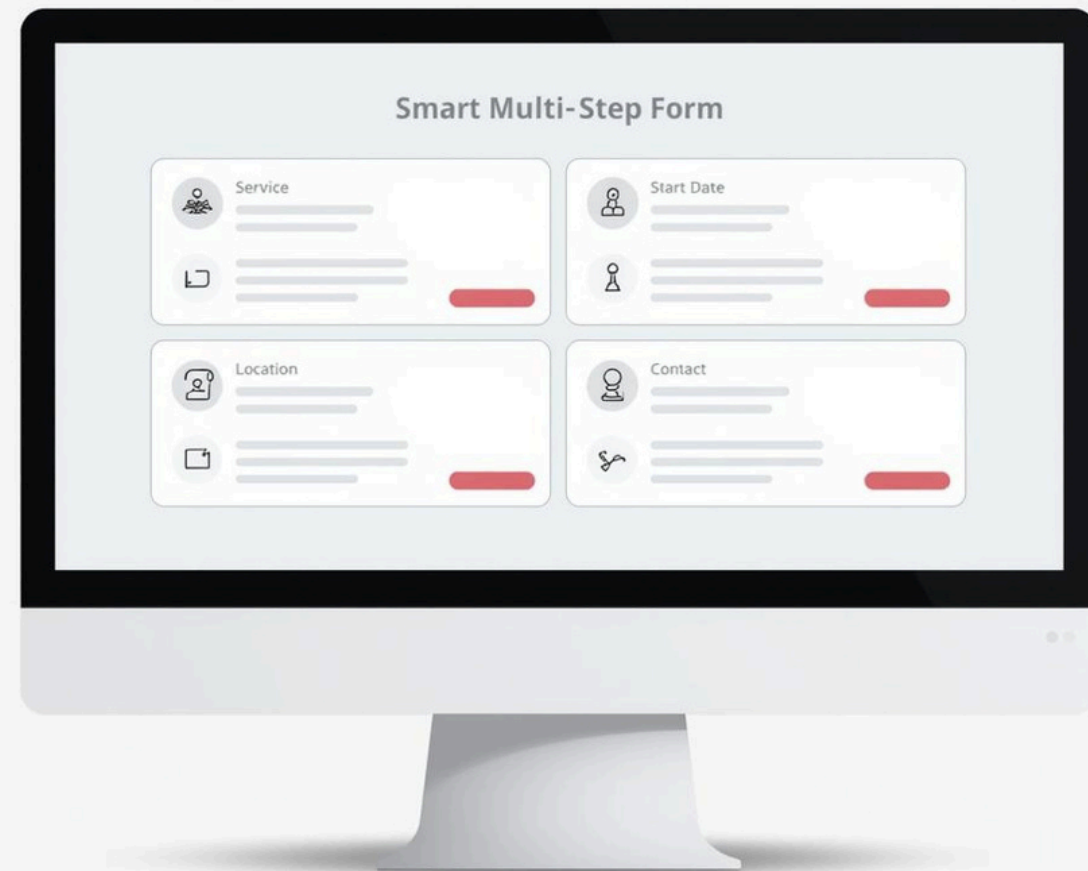 Smart Multi-Step Form
Service
Start Date
Location
Contact